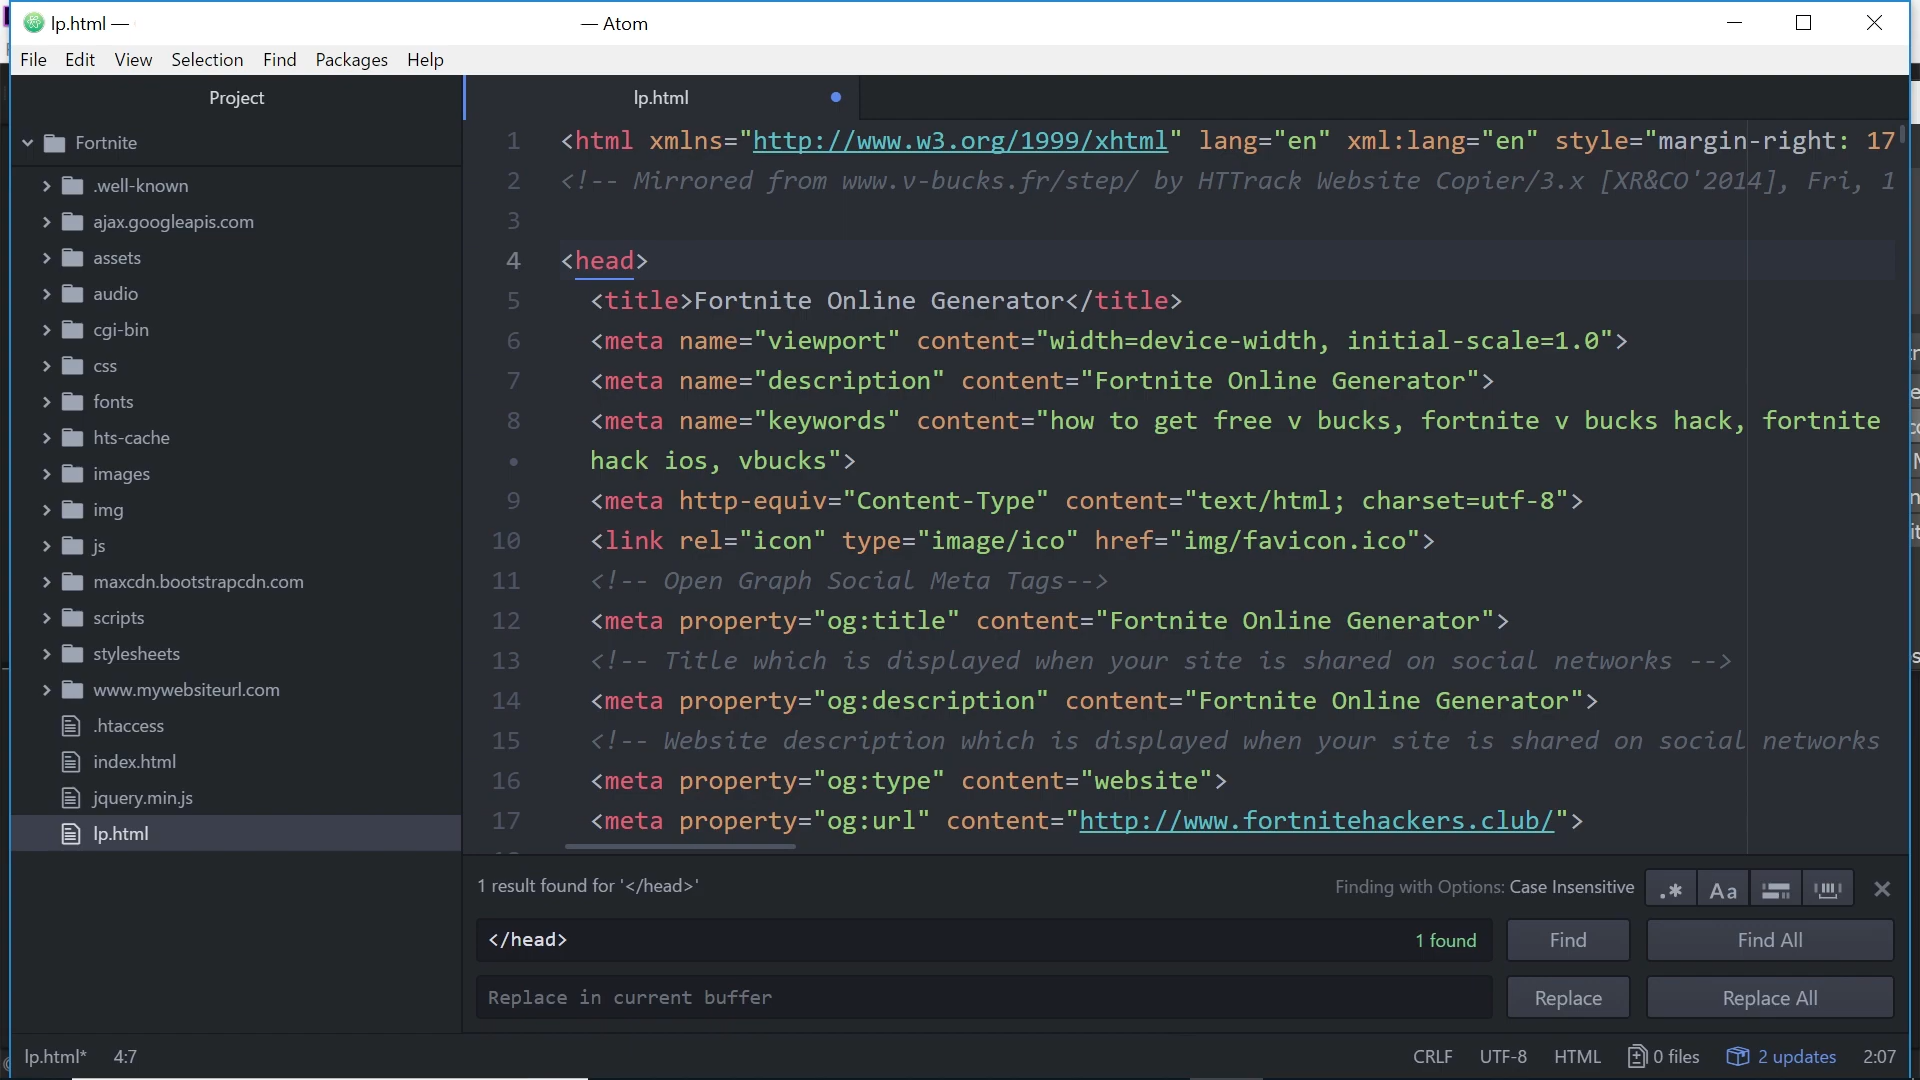 lp.html —
— Atom
File Edit View Selection Find Packages Help
Project
Fortnite
.well-known
ajax.googleapis.com
assets
audio
cgi-bin
css
fonts
hts-cache
images
img
js
maxcdn.bootstrapcdn.com
scripts
stylesheets
www.mywebsiteurl.com
.htaccess
index.html
jquery.min.js
lp.html
lp.html
1 <html xmlns="http://www.w3.org/1999/xhtml" lang="en" xml:lang="en" style="margin-right: 17
2 <!-- Mirrored from www.v-bucks.fr/step/ by HTTrack Website Copier/3.x [XR&CO'2014], Fri, 1
3
4 <head>
5 <title>Fortnite Online Generator</title>
6 <meta name="viewport" content="width=device-width, initial-scale=1.0">
7 <meta name="description" content="Fortnite Online Generator">
8 <meta name="keywords" content="how to get free v bucks, fortnite v bucks hack, fortnite
• hack ios, vbucks">
9 <meta http-equiv="Content-Type" content="text/html; charset=utf-8">
10 <link rel="icon" type="image/ico" href="img/favicon.ico">
11 <!-- Open Graph Social Meta Tags-->
12 <meta property="og:title" content="Fortnite Online Generator">
13 <!-- Title which is displayed when your site is shared on social networks -->
14 <meta property="og:description" content="Fortnite Online Generator">
15 <!-- Website description which is displayed when your site is shared on social networks
16 <meta property="og:type" content="website">
17 <meta property="og:url" content="http://www.fortnitehackers.club/">
1 result found for '</head>'
Finding with Options: Case Insensitive
.* Aa
</head>
1 found
Find
Find All
Replace in current buffer
Replace
Replace All
lp.html* 4:7
CRLF UTF-8 HTML 0 files 2 updates 2:07